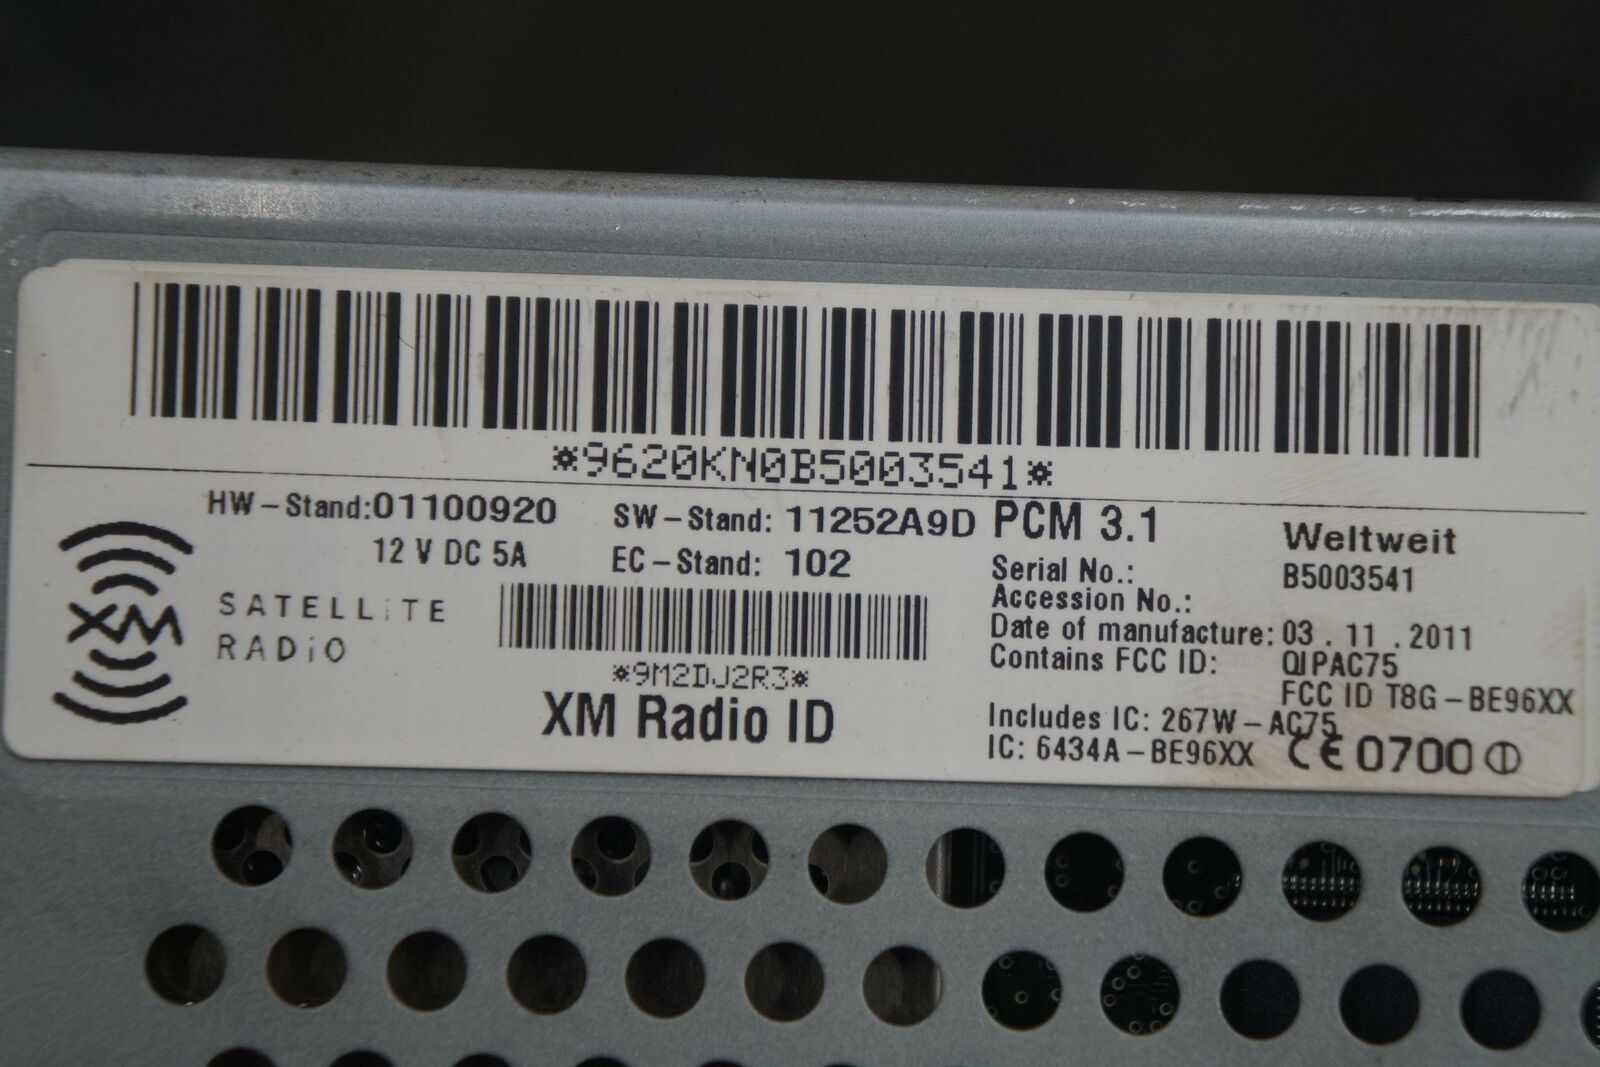 *9620KN0B5003541*
HW-Stand:01100920
12 V DC 5A
SW-Stand: 11252A9D
EC-Stand: 102
PCM 3.1
Weltweit
Serial No.: B5003541
Accession No.:
Date of manufacture: 03 . 11 . 2011
Contains FCC ID: QIPAC75
FCC ID T8G-BE96XX
Includes IC: 267W-AC75
IC: 6434A-BE96XX
CE0700
XM
SATELLiTE
RADiO
*9M2DJ2R3*
XM Radio ID